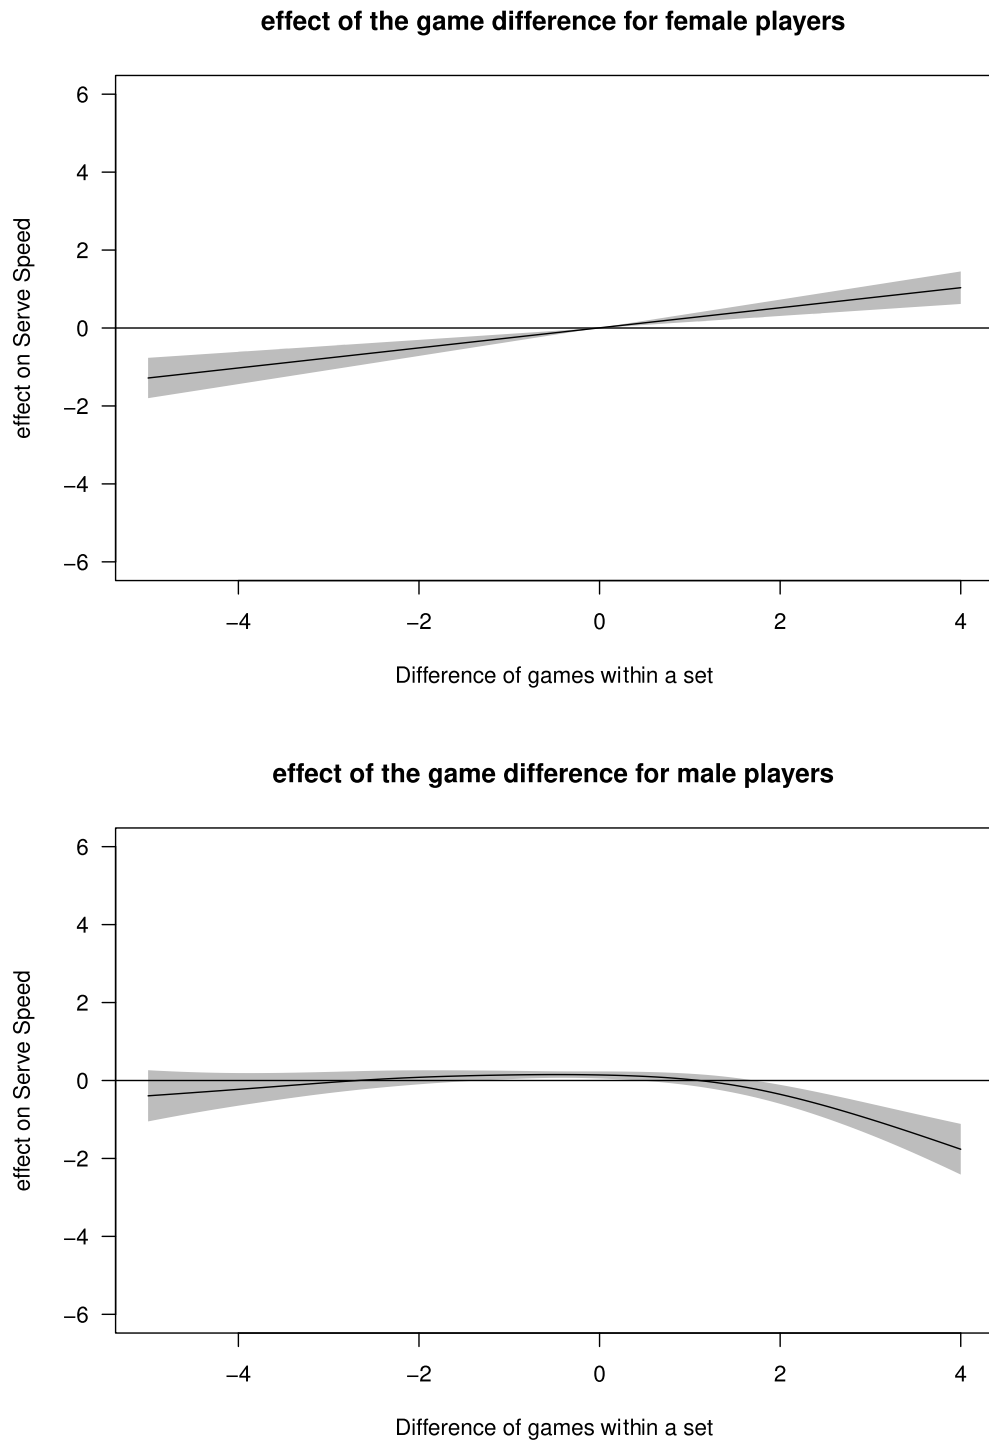 effect of the game difference for female players
6
4
2
0
−2
−4
−6
effect on Serve Speed
−4 −2 0 2 4
Difference of games within a set
effect of the game difference for male players
6
4
2
0
−2
−4
−6
effect on Serve Speed
−4 −2 0 2 4
Difference of games within a set